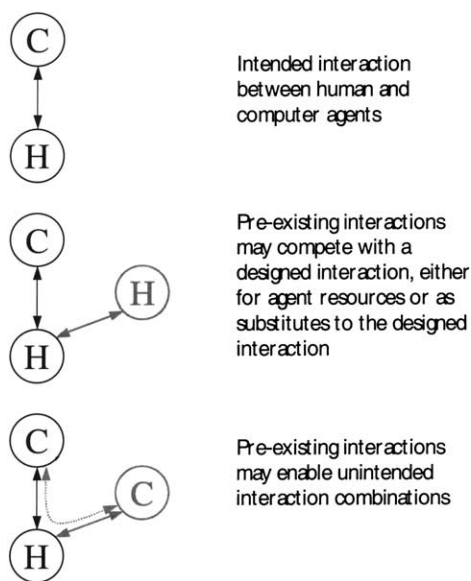 C
Intended interaction
between human and
computer agents
H
C
Pre-existing interactions
may compete with a
designed interaction, either
for agent resources or as
substitutes to the designed
interaction
H
H
C
Pre-existing interactions
may enable unintended
interaction combinations
C
H